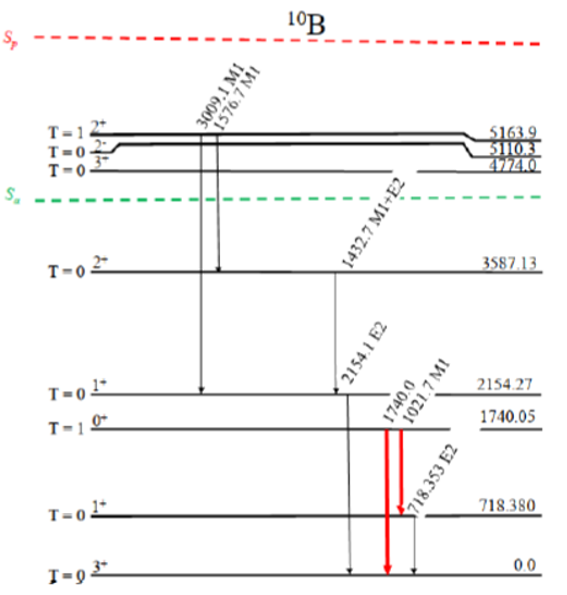 ¹⁰B
Sₚ
3009.1 M1
1576.7 M1
T = 1 2⁺ 5163.9
T = 0 2⁻ 5110.3
T = 0 3⁺ 4774.0
Sα
1432.7 M1+E2
T = 0 2⁺ 3587.13
2154.1 E2
T = 0 1⁺ 2154.27
1740.0
1021.7 M1
T = 1 0⁺ 1740.05
718.353 E2
T = 0 1⁺ 718.380
T = 0 3⁺ 0.0